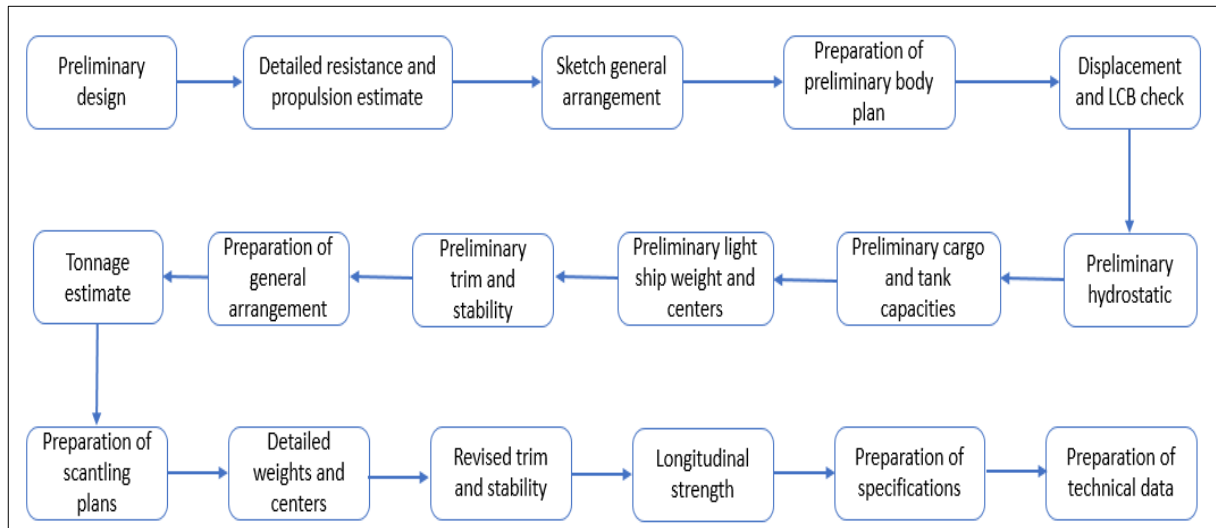 Preliminary
design
Detailed resistance and
propulsion estimate
Sketch general
arrangement
Preparation of
preliminary body
plan
Displacement
and LCB check
Preliminary
hydrostatic
Preliminary cargo
and tank
capacities
Preliminary light
ship weight and
centers
Preliminary
trim and
stability
Preparation of
general
arrangement
Tonnage
estimate
Preparation of
scantling
plans
Detailed
weights and
centers
Revised trim
and stability
Longitudinal
strength
Preparation of
specifications
Preparation of
technical data